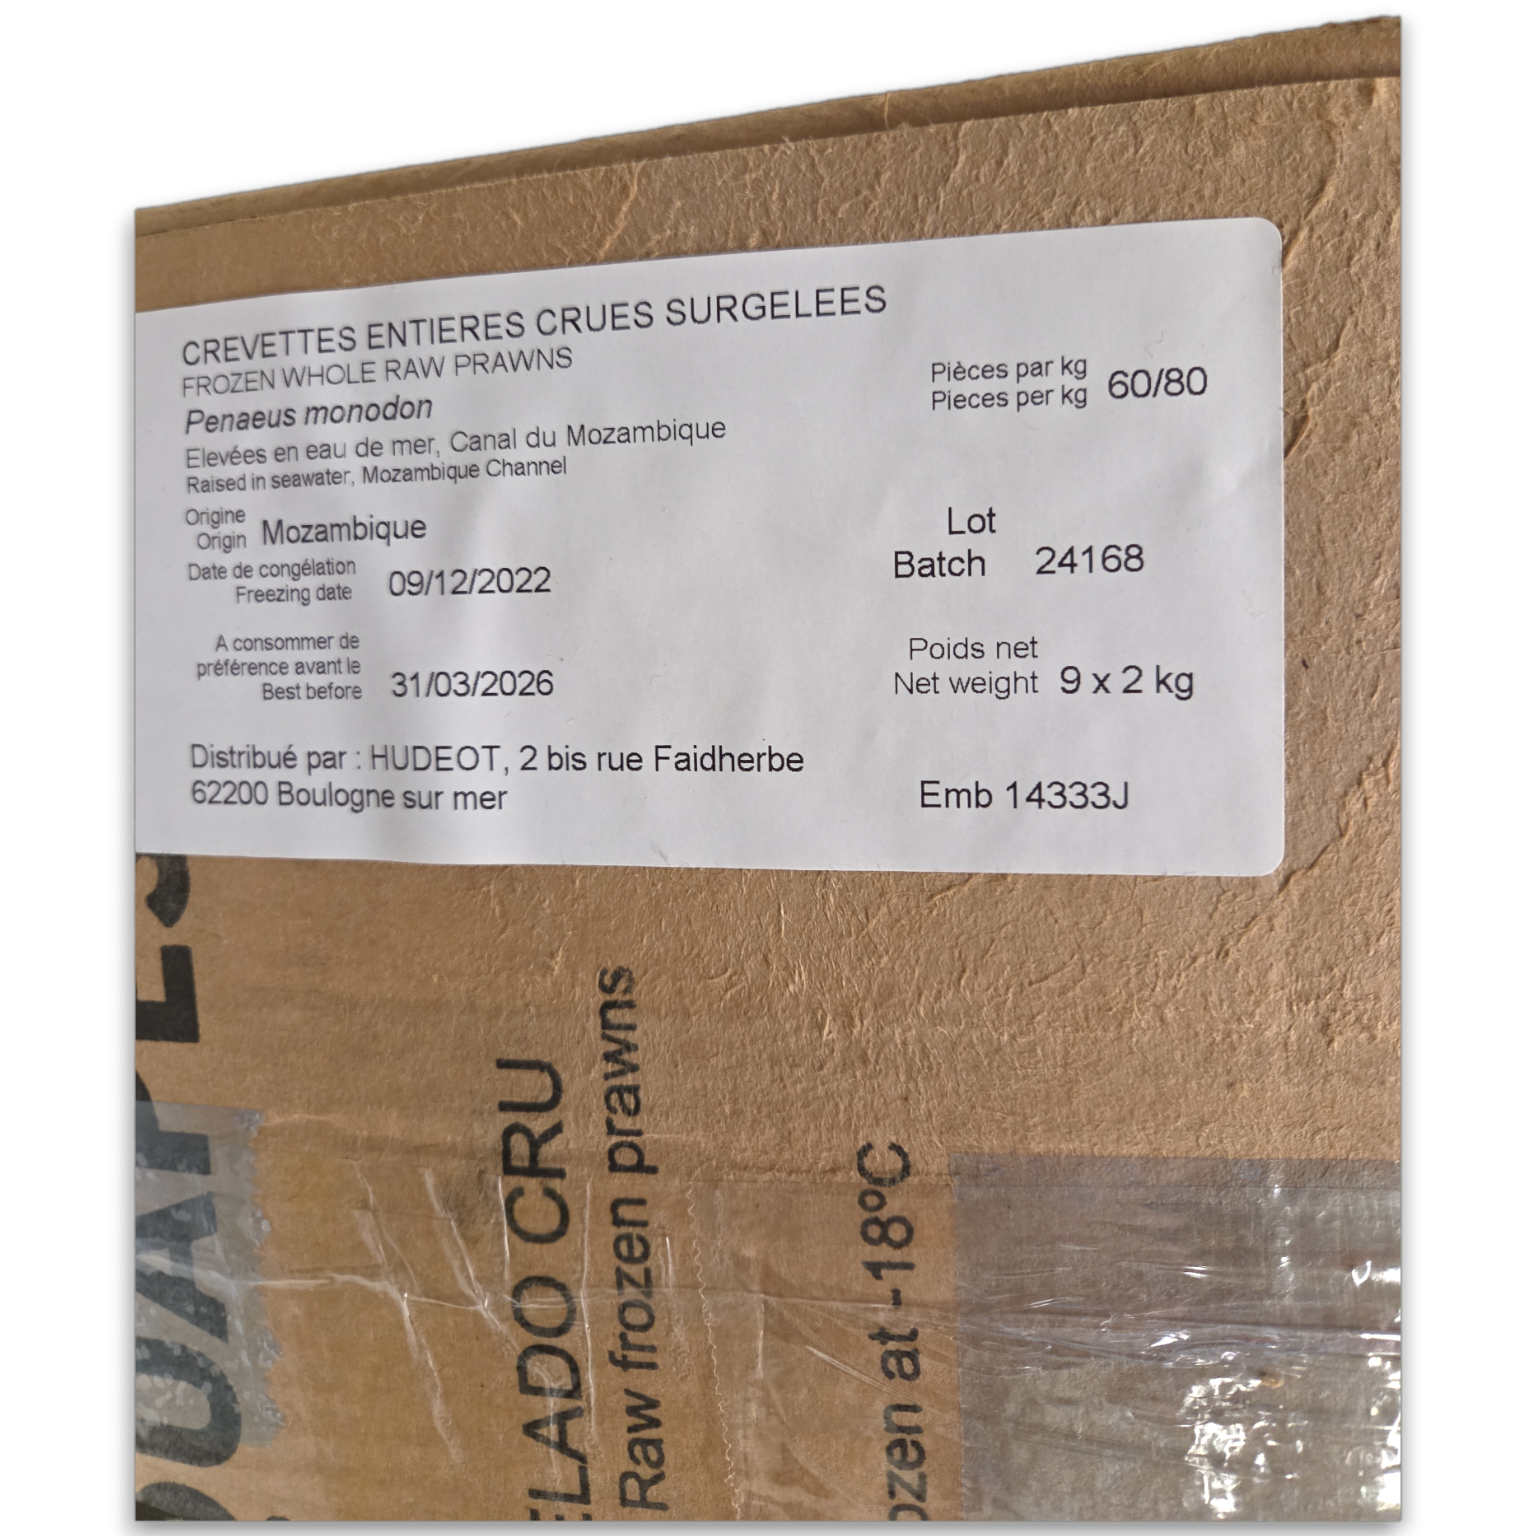 CREVETTES ENTIERES CRUES SURGELEES
FROZEN WHOLE RAW PRAWNS
Penaeus monodon
Elevées en eau de mer, Canal du Mozambique
Raised in seawater, Mozambique Channel
Pièces par kg
Pieces per kg 60/80
Origine
Origin Mozambique
Date de congélation
Freezing date 09/12/2022
Lot
Batch 24168
A consommer de
préférence avant le
Best before 31/03/2026
Poids net
Net weight 9 x 2 kg
Distribué par : HUDEOT, 2 bis rue Faidherbe
62200 Boulogne sur mer
Emb 14333J
ELADO CRU
Raw frozen prawns
ozen at -18ºC